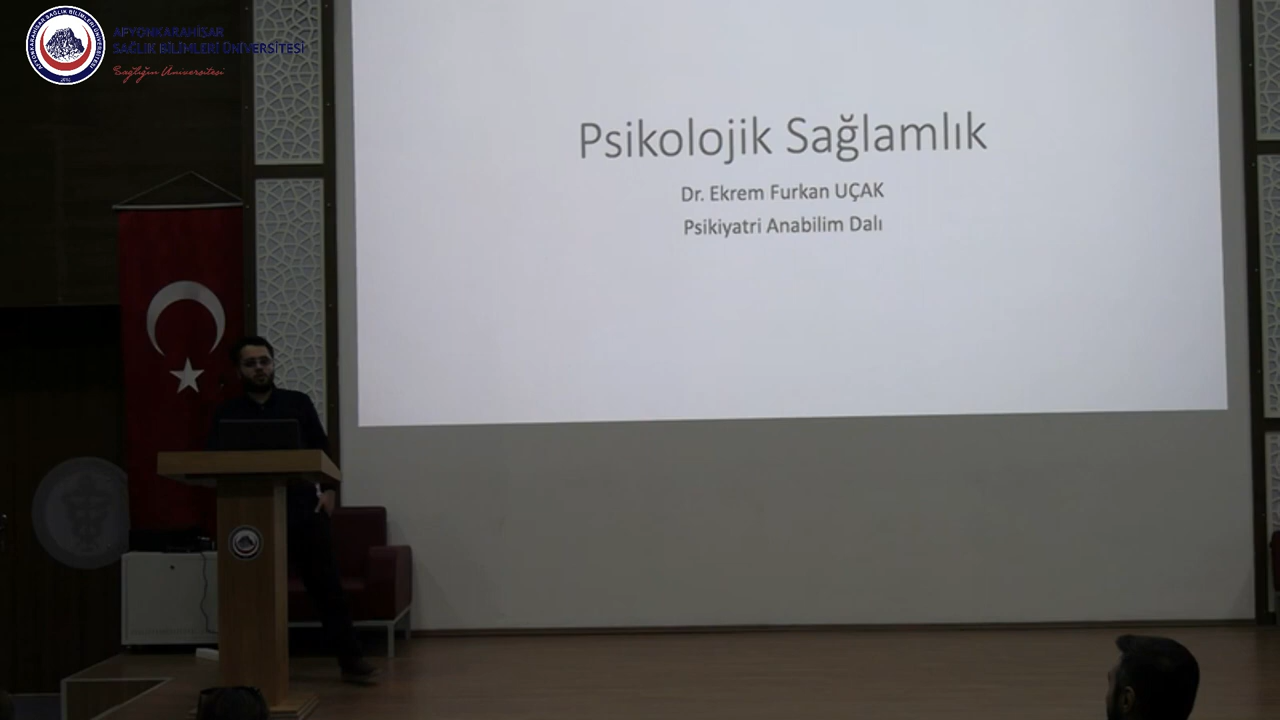 AFYONKARAHİSAR
SAĞLIK BİLİMLERİ ÜNİVERSİTESİ
Sağlığın Üniversitesi
Psikolojik Sağlamlık
Dr. Ekrem Furkan UÇAK
Psikiyatri Anabilim Dalı